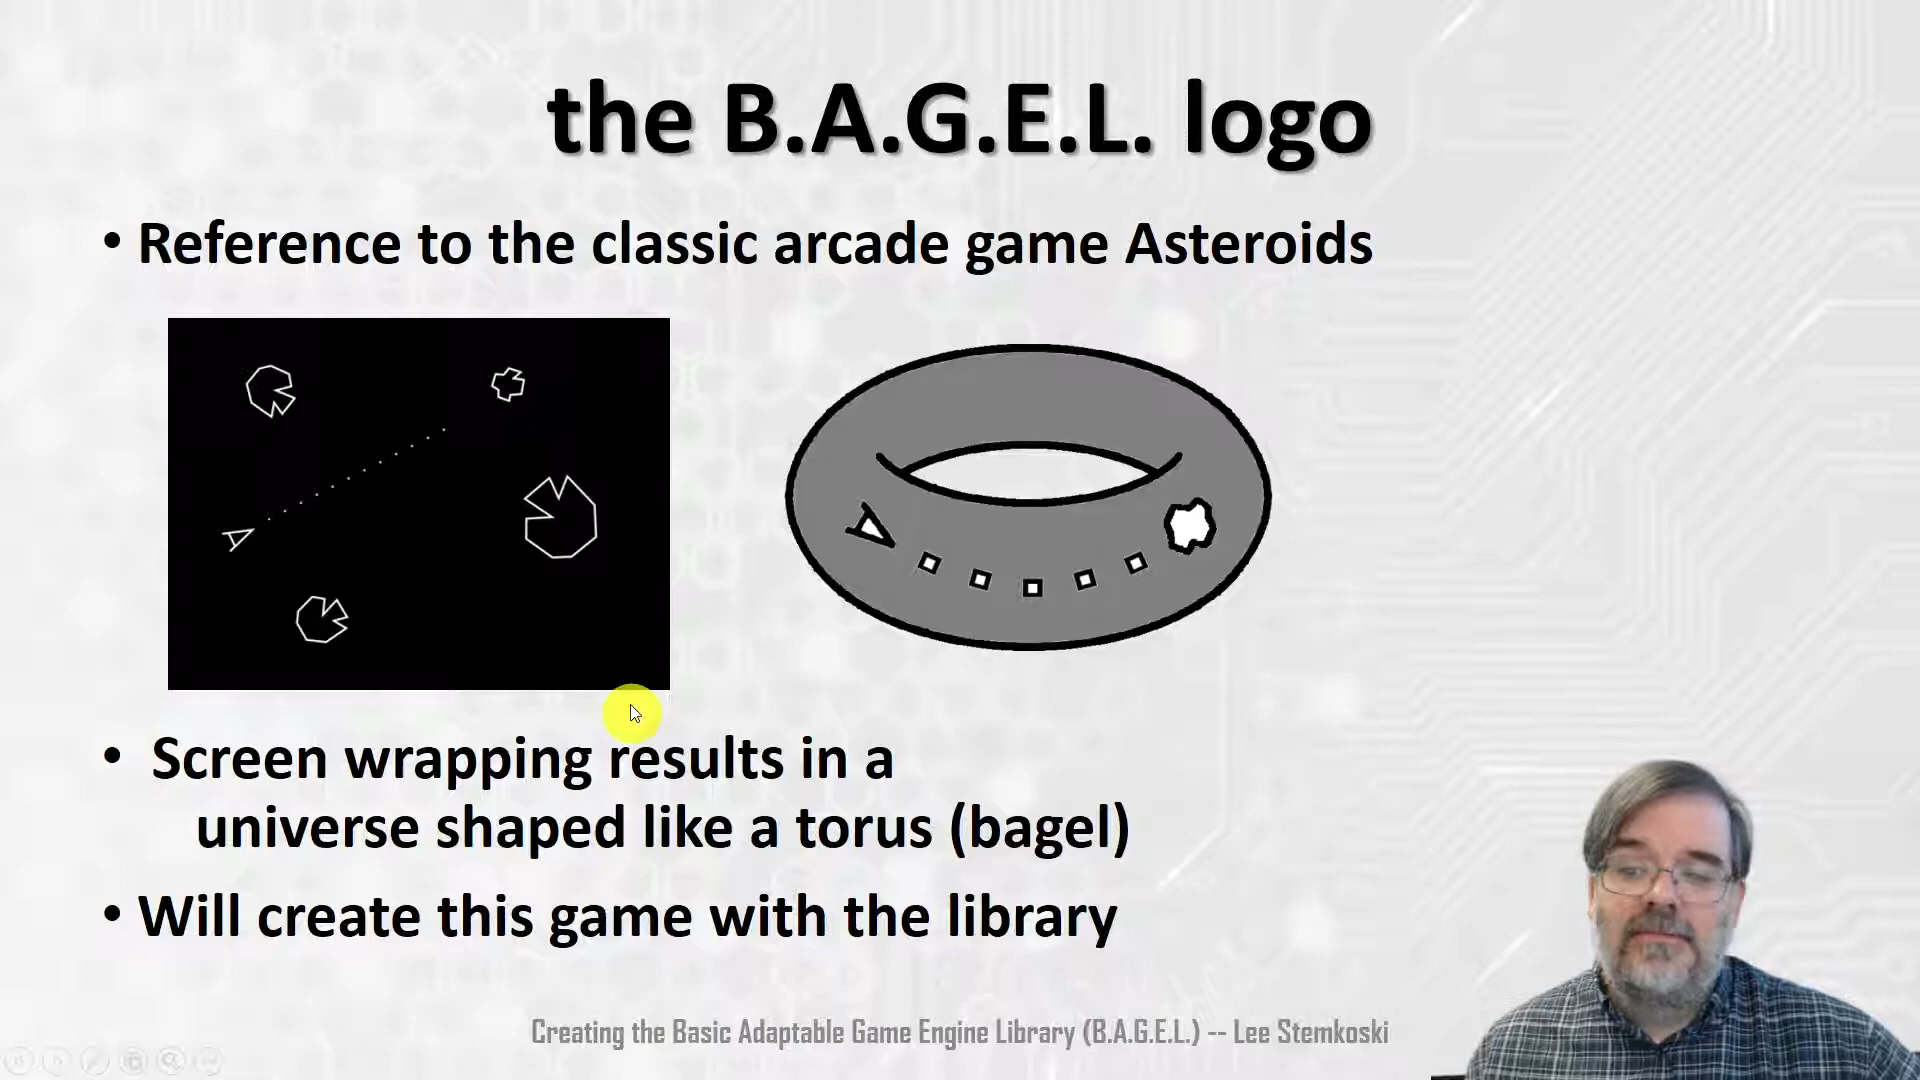 the B.A.G.E.L. logo
• Reference to the classic arcade game Asteroids
• Screen wrapping results in a
universe shaped like a torus (bagel)
• Will create this game with the library
Creating the Basic Adaptable Game Engine Library (B.A.G.E.L.) -- Lee Stemkoski